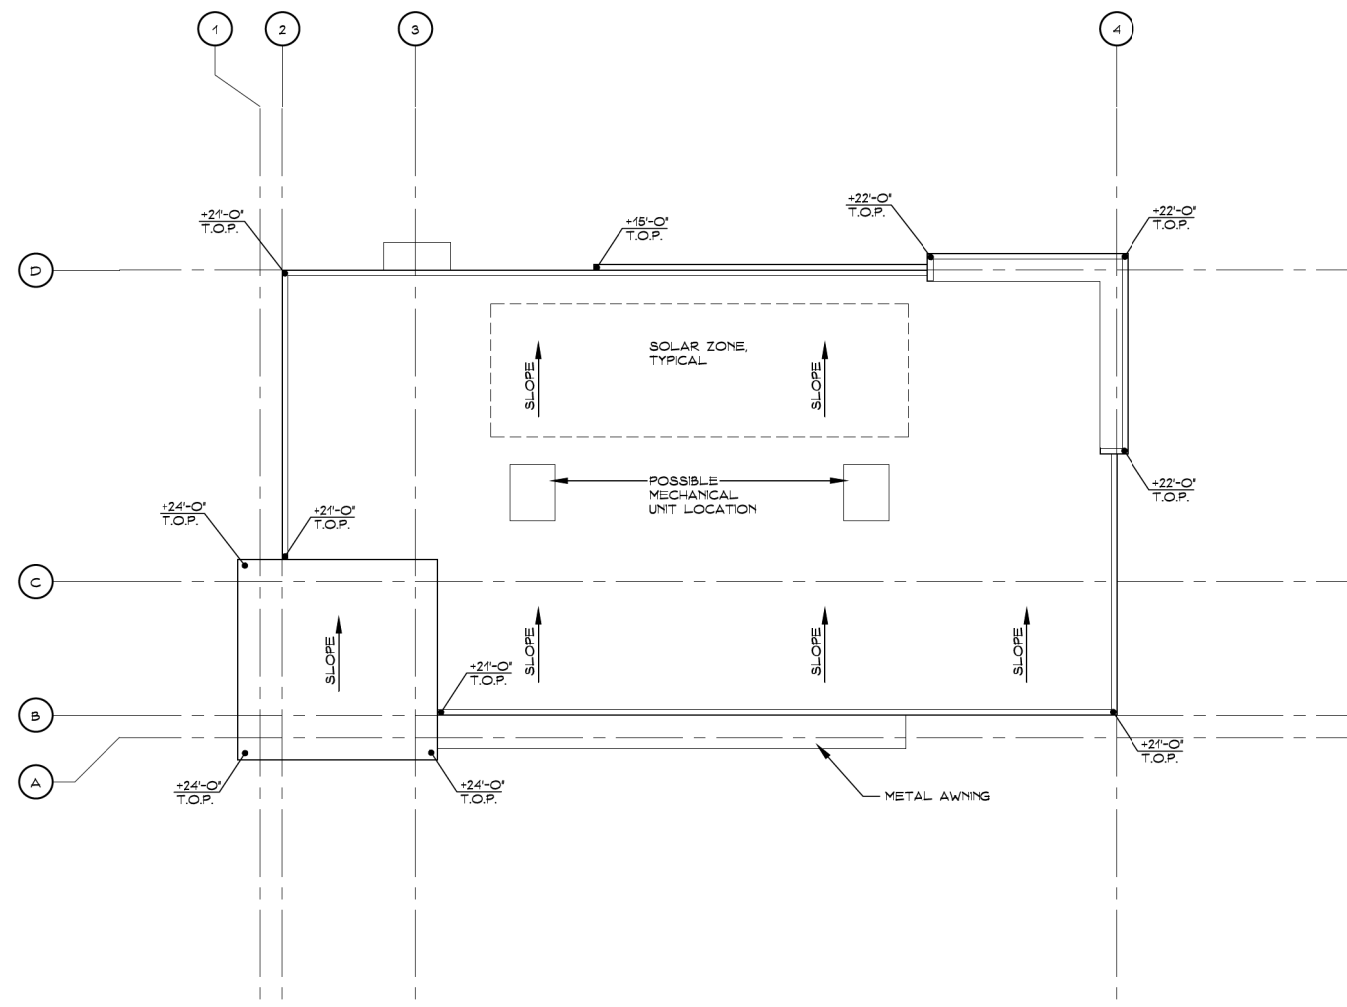 1
2
3
4
+22'-0"
T.O.P.
+22'-0"
T.O.P.
+21'-0"
T.O.P.
+15'-0"
T.O.P.
D
SOLAR ZONE,
TYPICAL
SLOPE
SLOPE
POSSIBLE
MECHANICAL
UNIT LOCATION
+22'-0"
T.O.P.
+24'-0"
T.O.P.
+21'-0"
T.O.P.
C
SLOPE
SLOPE
SLOPE
SLOPE
+21'-0"
T.O.P.
B
+21'-0"
T.O.P.
A
+24'-0"
T.O.P.
+24'-0"
T.O.P.
METAL AWNING